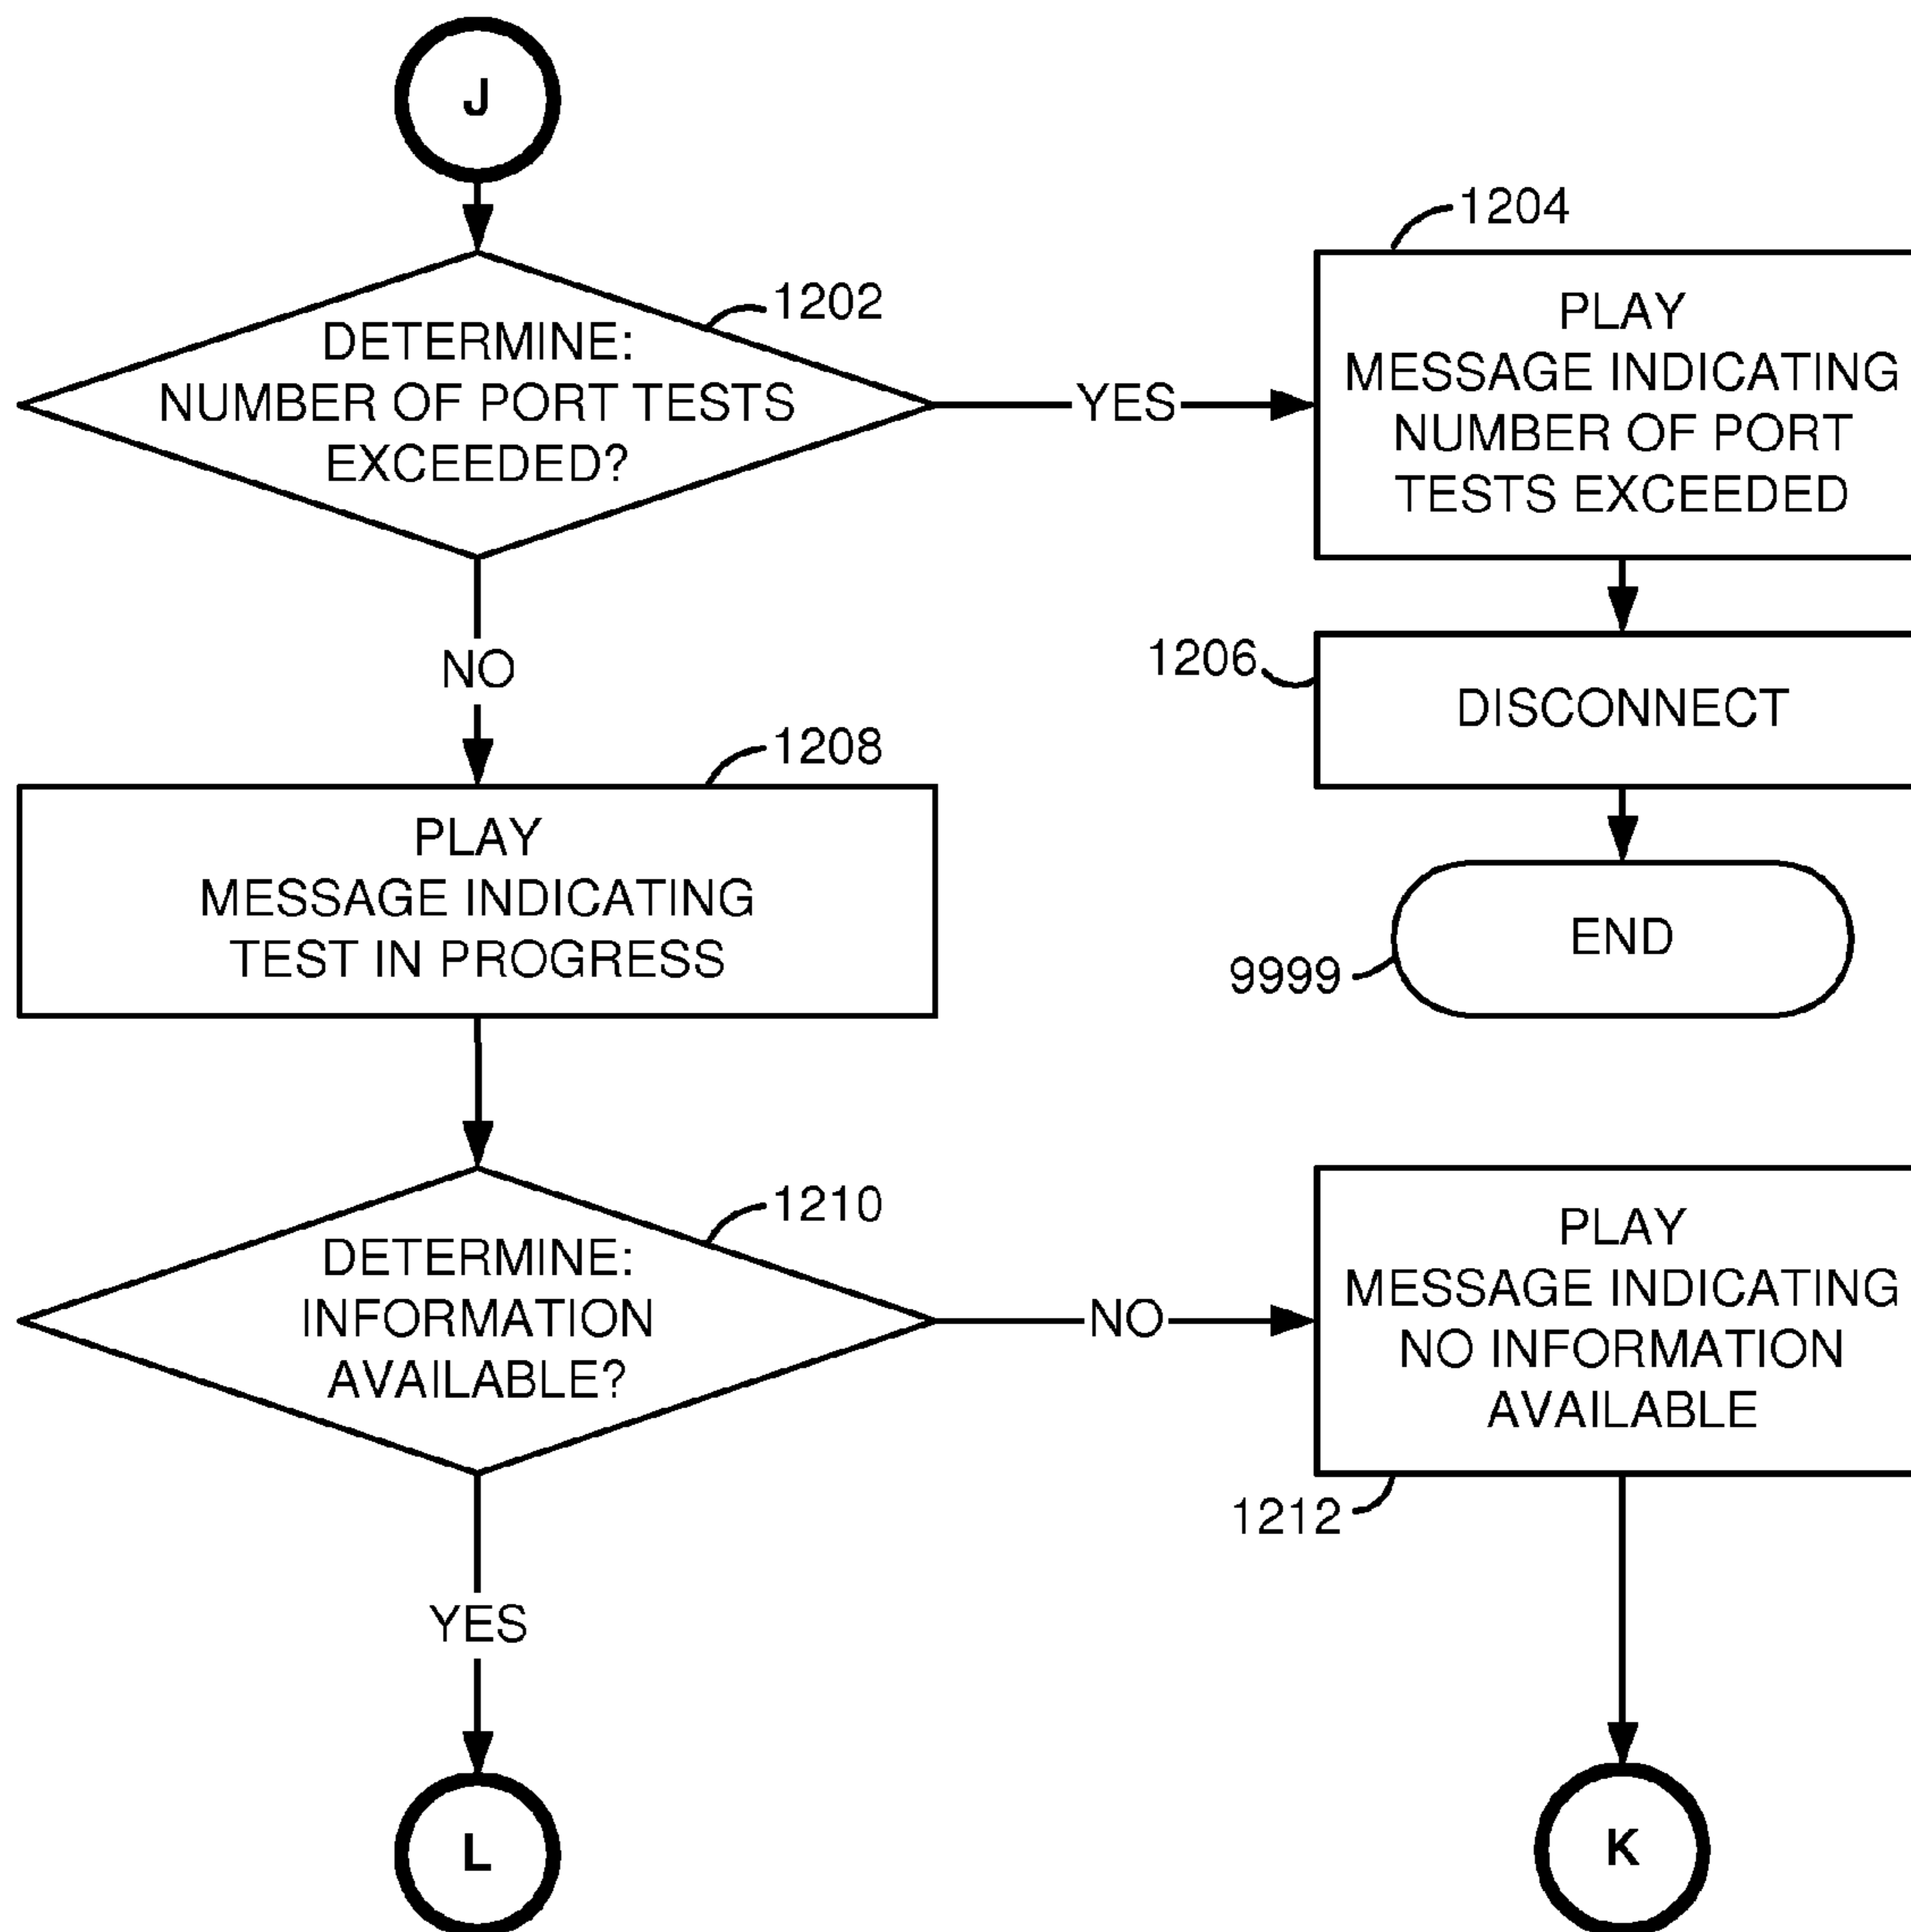 J
1202
DETERMINE:
NUMBER OF PORT TESTS
EXCEEDED?
YES
1204
PLAY
MESSAGE INDICATING
NUMBER OF PORT
TESTS EXCEEDED
1206
DISCONNECT
9999
END
NO
1208
PLAY
MESSAGE INDICATING
TEST IN PROGRESS
1210
DETERMINE:
INFORMATION
AVAILABLE?
NO
PLAY
MESSAGE INDICATING
NO INFORMATION
AVAILABLE
1212
YES
L
K